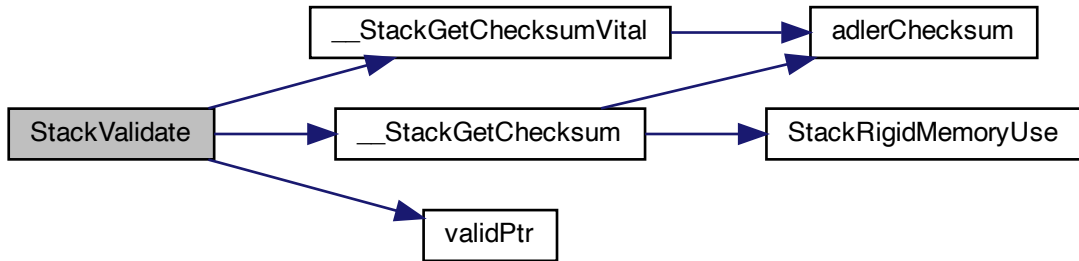 __StackGetChecksumVital
adlerChecksum
StackValidate
__StackGetChecksum
StackRigidMemoryUse
validPtr